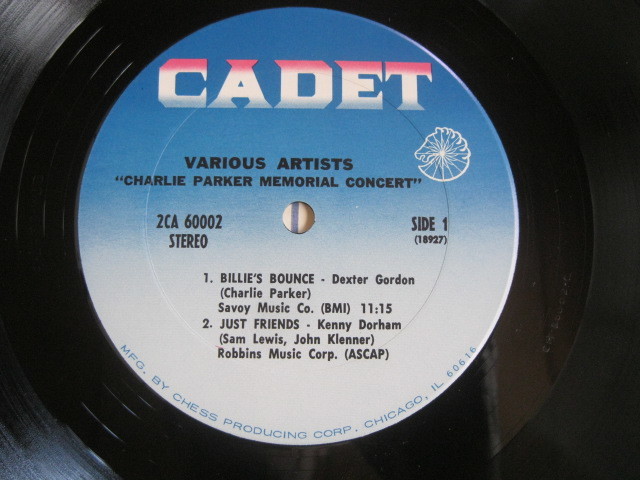 CADET
VARIOUS ARTISTS
"CHARLIE PARKER MEMORIAL CONCERT"
2CA 60002
STEREO
SIDE 1
(18927)
1. BILLIE'S BOUNCE - Dexter Gordon
(Charlie Parker)
Savoy Music Co. (BMI) 11:15
2. JUST FRIENDS - Kenny Dorham
(Sam Lewis, John Klenner)
Robbins Music Corp. (ASCAP)
MFG. BY CHESS PRODUCING CORP., CHICAGO, IL 60616